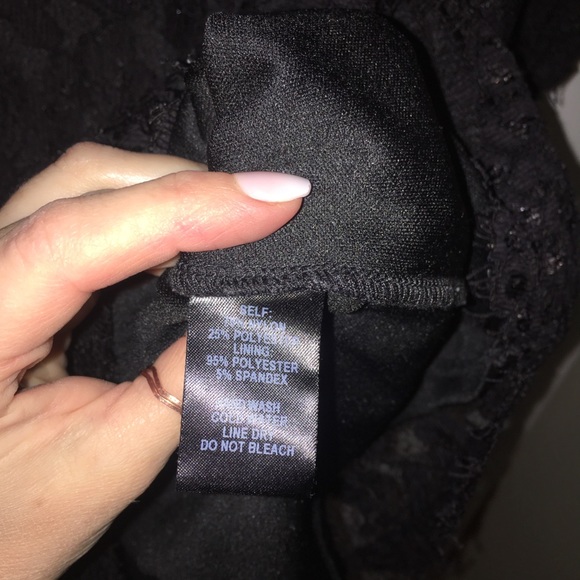 SELF:
NYLON
25% POLYESTER
LINING:
95% POLYESTER
5% SPANDEX
WASH
COLD WATER
LINE DRY
DO NOT BLEACH